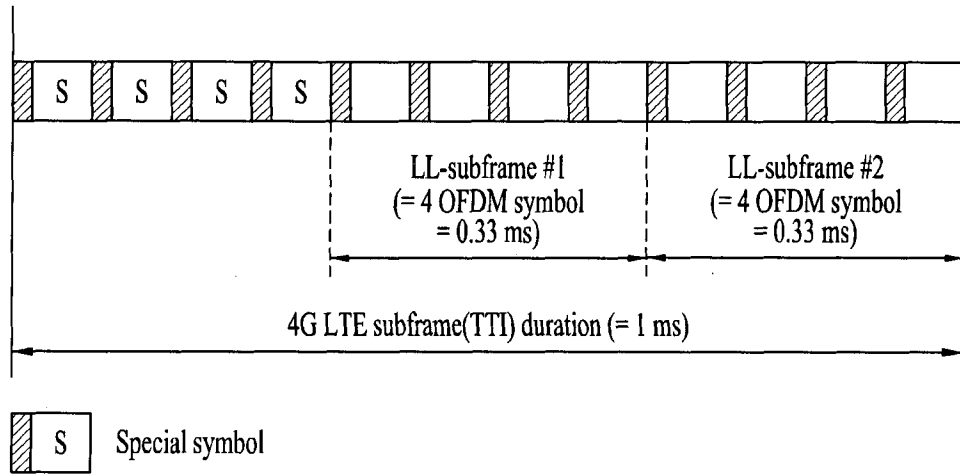 S S S S
LL-subframe #1
(= 4 OFDM symbol
= 0.33 ms)
LL-subframe #2
(= 4 OFDM symbol
= 0.33 ms)
4G LTE subframe(TTI) duration (= 1 ms)
S Special symbol